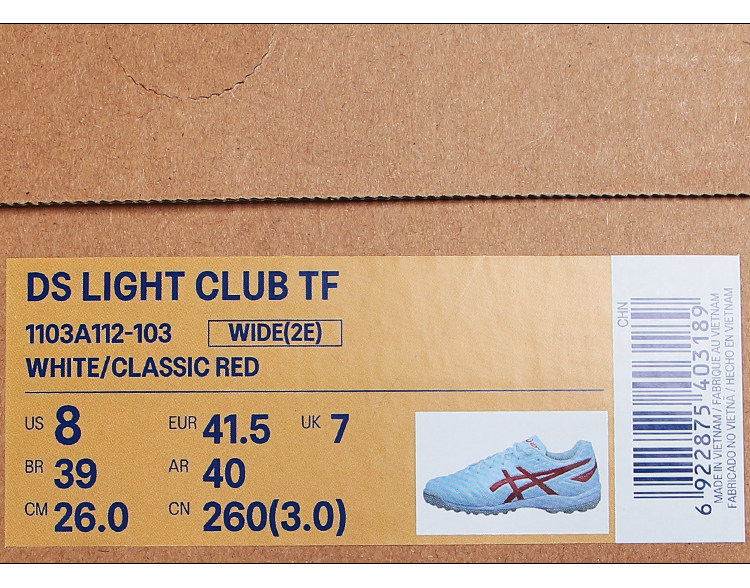 DS LIGHT CLUB TF
1103A112-103 WIDE(2E)
WHITE/CLASSIC RED
US 8 EUR 41.5 UK 7
BR 39 AR 40
CM 26.0 CN 260(3.0)
CHN
6 922875 403189
MADE IN VIETNAM / FABRIQUÉ AU VIETNAM
FABRICADO NO VIETNÃ / HECHO EN VIETNAM